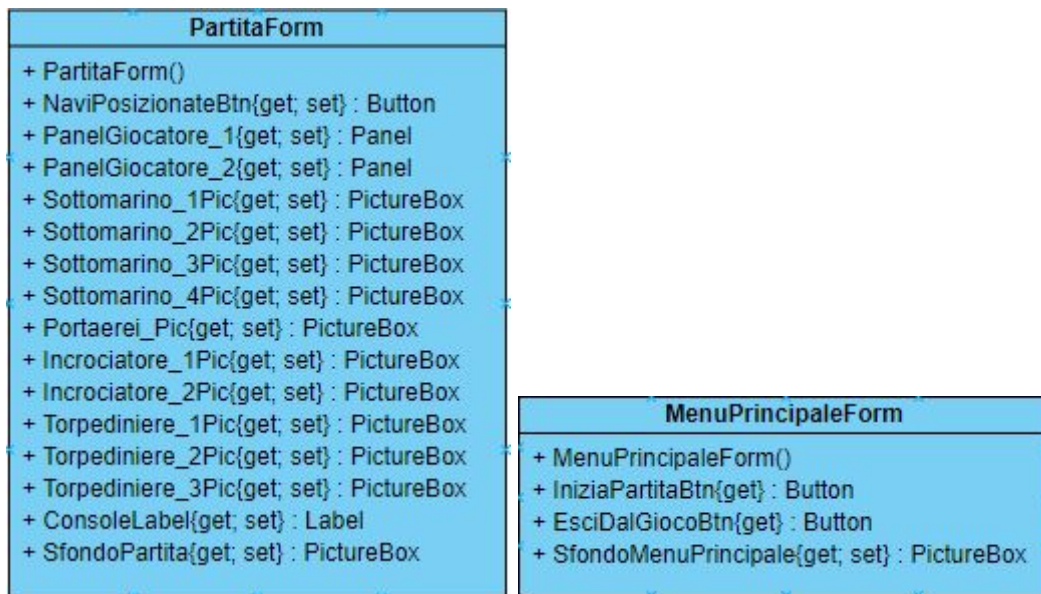 PartitaForm
+ PartitaForm()
+ NaviPosizionateBtn{get; set} : Button
+ PanelGiocatore_1{get; set} : Panel
+ PanelGiocatore_2{get; set} : Panel
+ Sottomarino_1Pic{get; set} : PictureBox
+ Sottomarino_2Pic{get; set} : PictureBox
+ Sottomarino_3Pic{get; set} : PictureBox
+ Sottomarino_4Pic{get; set} : PictureBox
+ Portaerei_Pic{get; set} : PictureBox
+ Incrociatore_1Pic{get; set} : PictureBox
+ Incrociatore_2Pic{get; set} : PictureBox
+ Torpediniere_1Pic{get; set} : PictureBox
+ Torpediniere_2Pic{get; set} : PictureBox
+ Torpediniere_3Pic{get; set} : PictureBox
+ ConsoleLabel{get; set} : Label
+ SfondoPartita{get; set} : PictureBox
MenuPrincipaleForm
+ MenuPrincipaleForm()
+ IniziaPartitaBtn{get} : Button
+ EsciDalGiocoBtn{get} : Button
+ SfondoMenuPrincipale{get; set} : PictureBox